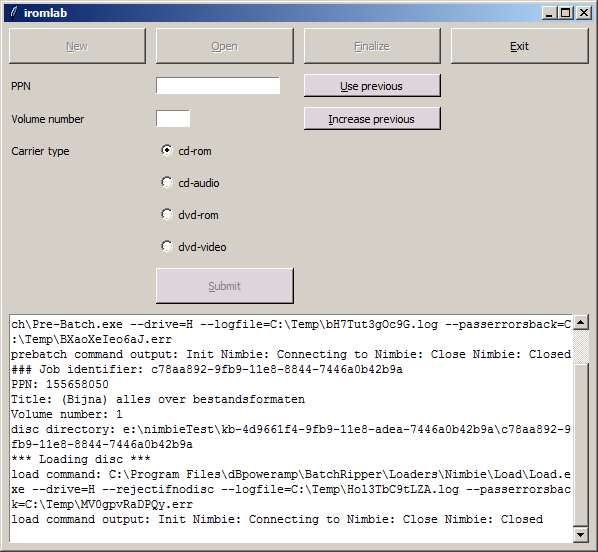 iromlab
New Open Finalize Exit
PPN Use previous
Volume number Increase previous
Carrier type cd-rom
cd-audio
dvd-rom
dvd-video
Submit
ch\Pre-Batch.exe --drive=H --logfile=C:\Temp\bH7Tut3gOc9G.log --passerrorsback=C
:\Temp\BXaoXeIeo6aJ.err
prebatch command output: Init Nimbie: Connecting to Nimbie: Close Nimbie: Closed
### Job identifier: c78aa892-9fb9-11e8-8844-7446a0b42b9a
PPN: 155658050
Title: (Bijna) alles over bestandsformaten
Volume number: 1
disc directory: e:\nimbieTest\kb-4d9661f4-9fb9-11e8-adea-7446a0b42b9a\c78aa892-9
fb9-11e8-8844-7446a0b42b9a
*** Loading disc ***
load command: C:\Program Files\dBpoweramp\BatchRipper\Loaders\Nimbie\Load\Load.e
xe --drive=H --rejectifnodisc --logfile=C:\Temp\Hol3TbC9tLZA.log --passerrorsbac
k=C:\Temp\MV0gpvRaDPQy.err
load command output: Init Nimbie: Connecting to Nimbie: Close Nimbie: Closed